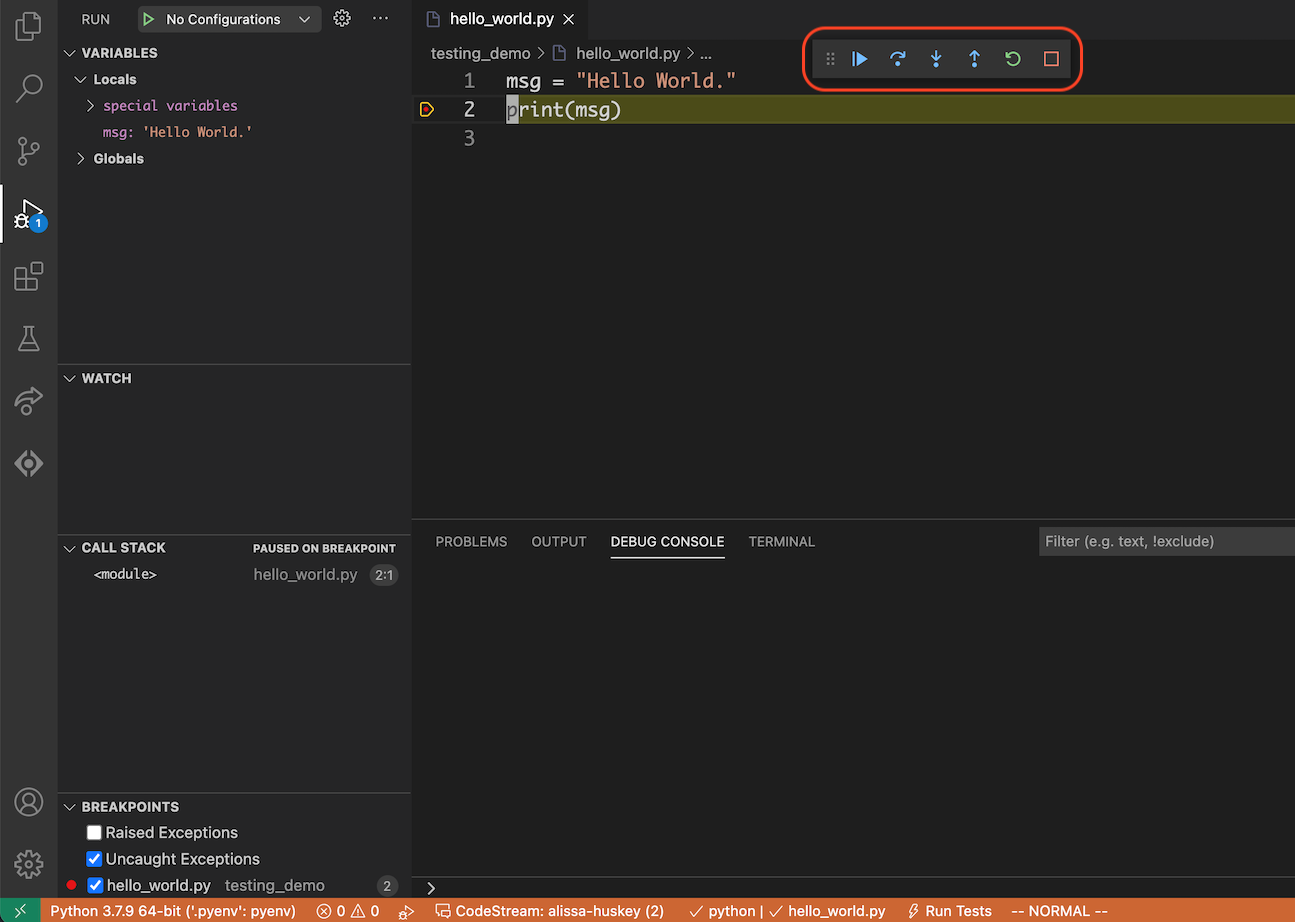 RUN
No Configurations
...
hello_world.py
VARIABLES
Locals
special variables
msg: 'Hello World.'
Globals
testing_demo > hello_world.py > ...
1 msg = "Hello World."
2 print(msg)
3
1
WATCH
CALL STACK PAUSED ON BREAKPOINT
<module> hello_world.py 2:1
PROBLEMS OUTPUT DEBUG CONSOLE TERMINAL
Filter (e.g. text, !exclude)
BREAKPOINTS
Raised Exceptions
Uncaught Exceptions
hello_world.py testing_demo 2
>
Python 3.7.9 64-bit ('.pyenv': pyenv) 0 0 CodeStream: alissa-huskey (2) python | hello_world.py Run Tests -- NORMAL --